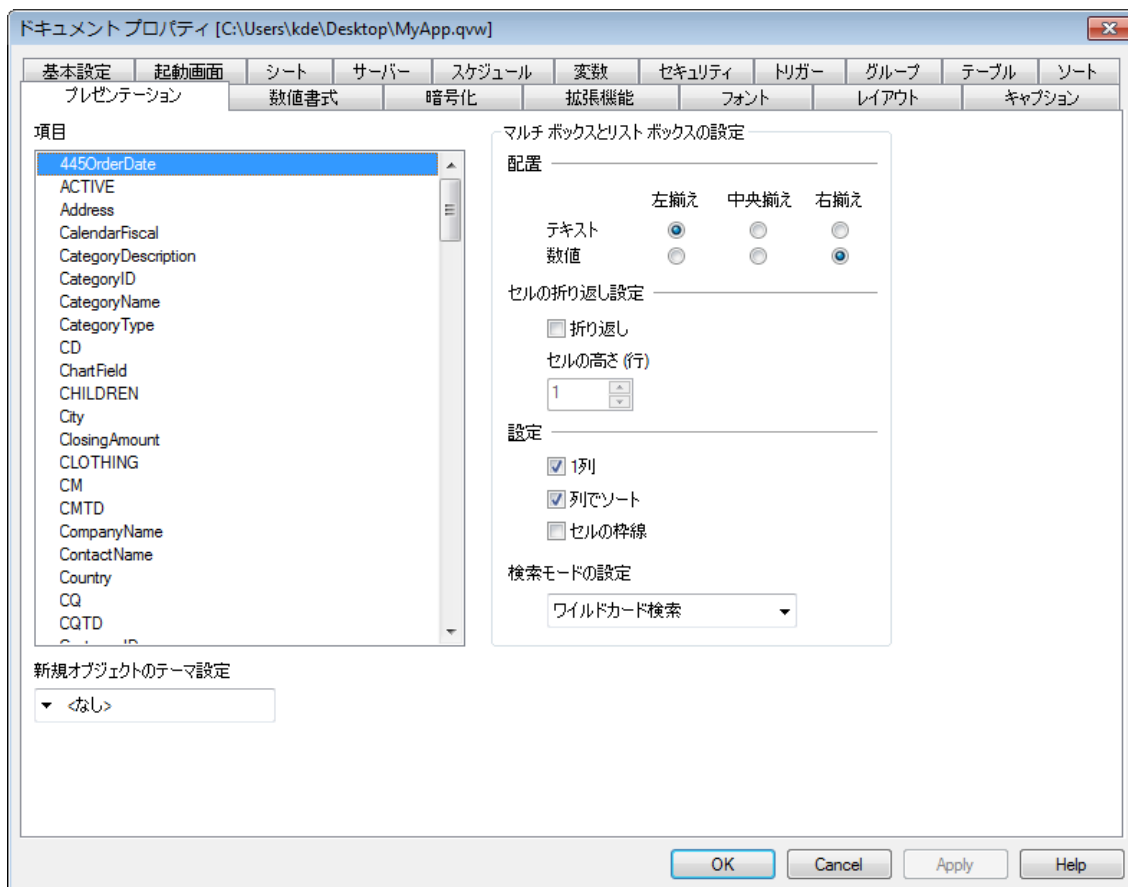 ドキュメント プロパティ [C:\Users\kde\Desktop\MyApp.qvw]
基本設定 起動画面 シート サーバー スケジュール 変数 セキュリティ トリガー グループ テーブル ソート
プレゼンテーション 数値書式 暗号化 拡張機能 フォント レイアウト キャプション
項目
445OrderDate
ACTIVE
Address
CalendarFiscal
CategoryDescription
CategoryID
CategoryName
CategoryType
CD
ChartField
CHILDREN
City
ClosingAmount
CLOTHING
CM
CMTD
CompanyName
ContactName
Country
CQ
CQTD
マルチ ボックスとリスト ボックスの設定
配置
左揃え 中央揃え 右揃え
テキスト
数値
セルの折り返し設定
折り返し
セルの高さ (行)
1
設定
1列
列でソート
セルの枠線
検索モードの設定
ワイルドカード検索
新規オブジェクトのテーマ設定
<なし>
OK Cancel Apply Help